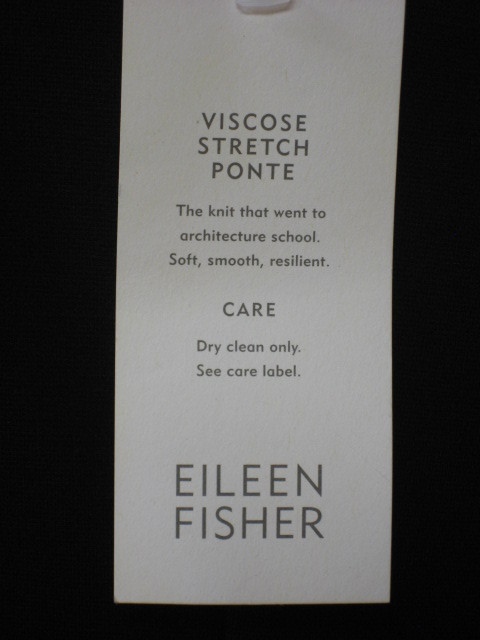 VISCOSE
STRETCH
PONTE
The knit that went to
architecture school.
Soft, smooth, resilient.
CARE
Dry clean only.
See care label.
EILEEN
FISHER